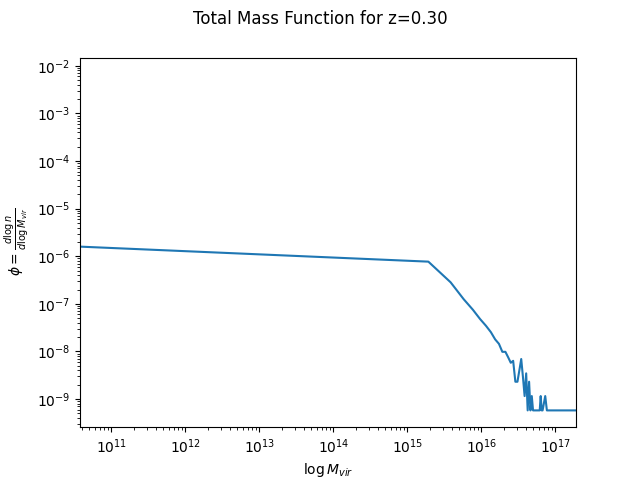 Total Mass Function for z=0.30
10⁻²
10⁻³
10⁻⁴
10⁻⁵
10⁻⁶
10⁻⁷
10⁻⁸
10⁻⁹
ϕ = d log n / d log M_vir
10¹¹ 10¹² 10¹³ 10¹⁴ 10¹⁵ 10¹⁶ 10¹⁷
log M_vir